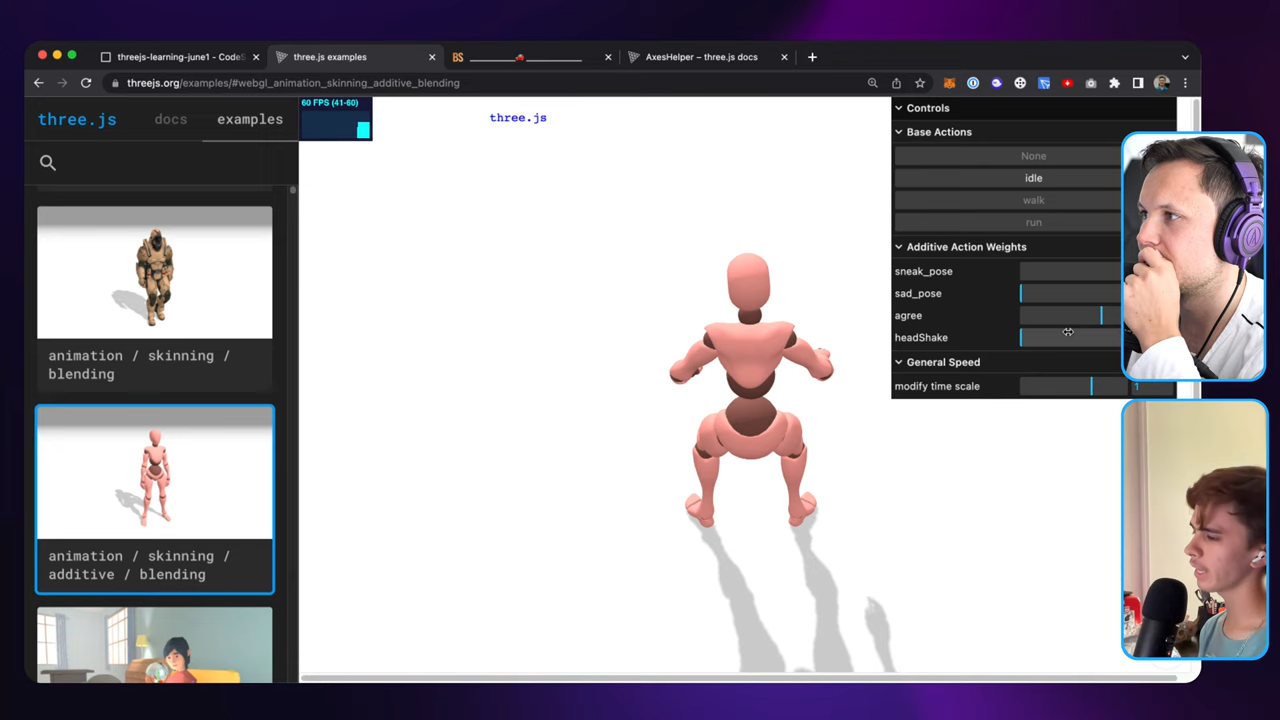 threejs-learning-june1 - CodeS
three.js examples
BS
AxesHelper – three.js docs
threejs.org/examples/#webgl_animation_skinning_additive_blending
three.js
docs
examples
animation / skinning /
blending
animation / skinning /
additive / blending
60 FPS (41-60)
three.js
Controls
Base Actions
None
idle
walk
run
Additive Action Weights
sneak_pose
sad_pose
agree
headShake
General Speed
modify time scale
1